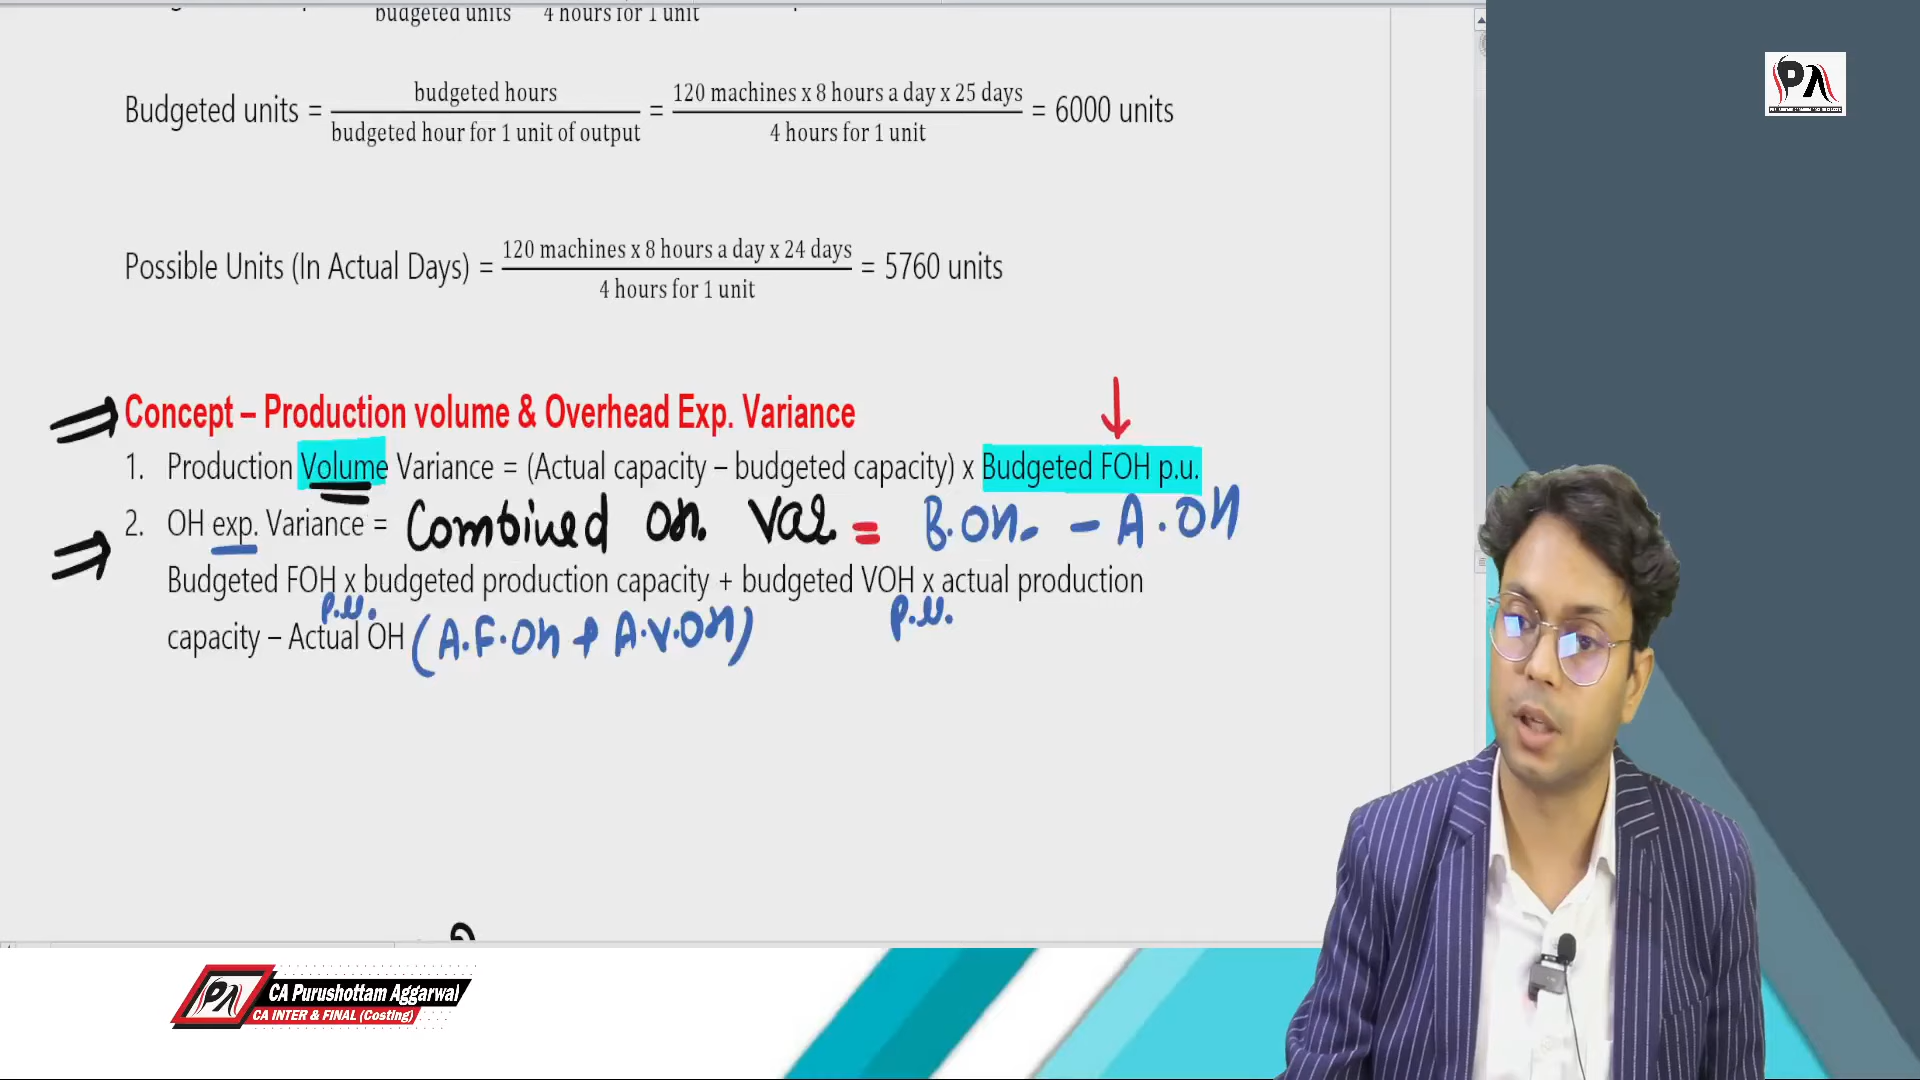 budgeted units 4 hours for 1 unit
Budgeted units = budgeted hours / budgeted hour for 1 unit of output = 120 machines x 8 hours a day x 25 days / 4 hours for 1 unit = 6000 units
Possible Units (In Actual Days) = 120 machines x 8 hours a day x 24 days / 4 hours for 1 unit = 5760 units
Concept – Production volume & Overhead Exp. Variance
1. Production Volume Variance = (Actual capacity – budgeted capacity) x Budgeted FOH p.u.
2. OH exp. Variance = Combined OH. Var. = B.OH. - A.OH
Budgeted FOH x budgeted production capacity + budgeted VOH x actual production
p.u. p.u.
capacity – Actual OH (A.F.OH + A.V.OH)
PA
PA
CA Purushottam Aggarwal
CA INTER & FINAL (Costing)